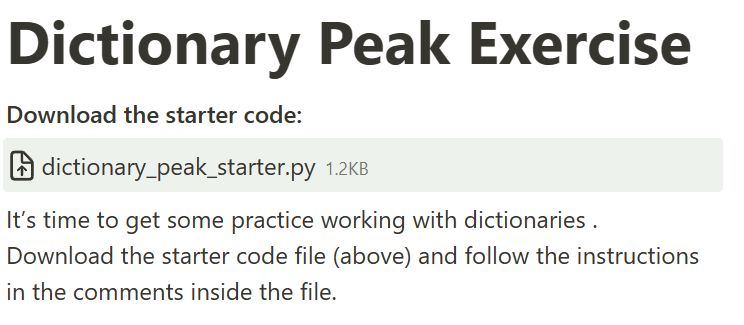 Dictionary Peak Exercise
Download the starter code:
dictionary_peak_starter.py 1.2KB
It’s time to get some practice working with dictionaries .
Download the starter code file (above) and follow the instructions
in the comments inside the file.